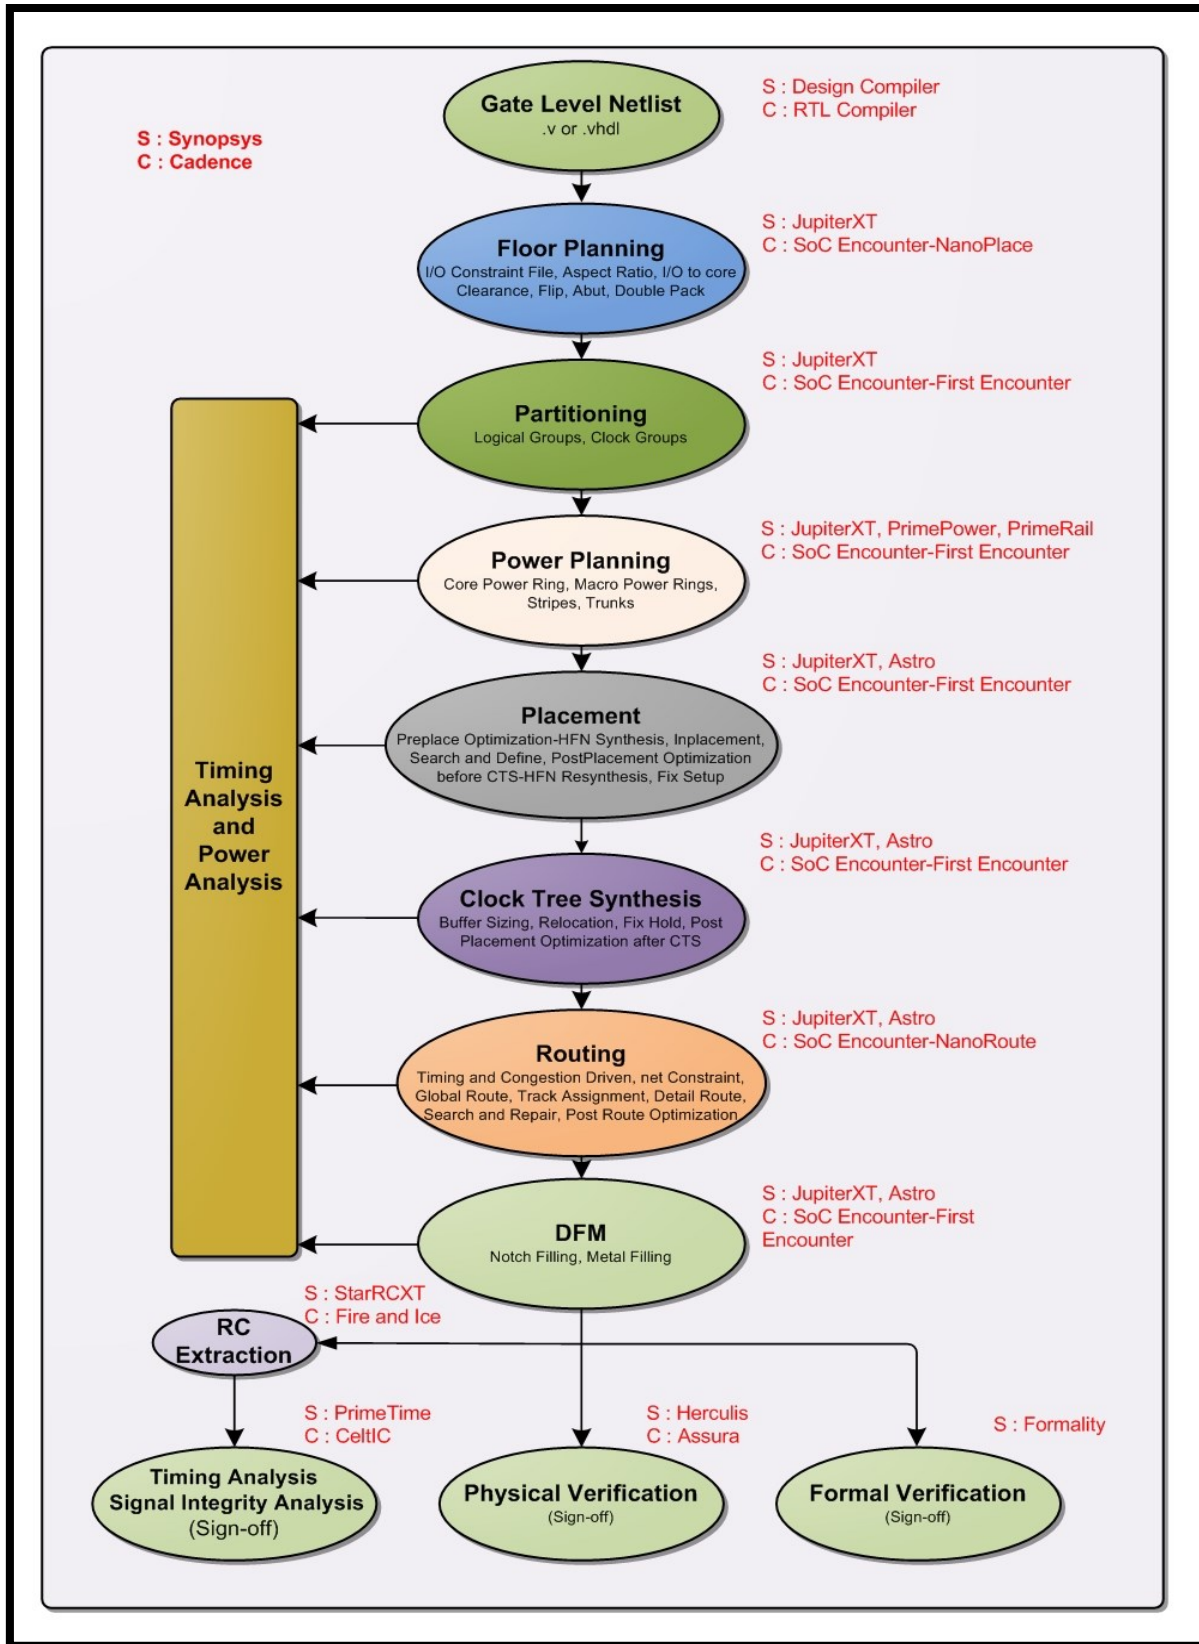 S : Synopsys
C : Cadence
Gate Level Netlist
.v or .vhdl
S : Design Compiler
C : RTL Compiler
Floor Planning
I/O Constraint File, Aspect Ratio, I/O to core
Clearance, Flip, Abut, Double Pack
S : JupiterXT
C : SoC Encounter-NanoPlace
Partitioning
Logical Groups, Clock Groups
S : JupiterXT
C : SoC Encounter-First Encounter
Power Planning
Core Power Ring, Macro Power Rings,
Stripes, Trunks
S : JupiterXT, PrimePower, PrimeRail
C : SoC Encounter-First Encounter
Placement
Preplace Optimization-HFN Synthesis, Inplacement,
Search and Define, PostPlacement Optimization
before CTS-HFN Resynthesis, Fix Setup
S : JupiterXT, Astro
C : SoC Encounter-First Encounter
Timing
Analysis
and
Power
Analysis
Clock Tree Synthesis
Buffer Sizing, Relocation, Fix Hold, Post
Placement Optimization after CTS
S : JupiterXT, Astro
C : SoC Encounter-First Encounter
Routing
Timing and Congestion Driven, net Constraint,
Global Route, Track Assignment, Detail Route,
Search and Repair, Post Route Optimization
S : JupiterXT, Astro
C : SoC Encounter-NanoRoute
DFM
Notch Filling, Metal Filling
S : JupiterXT, Astro
C : SoC Encounter-First
Encounter
RC
Extraction
S : StarRCXT
C : Fire and Ice
Timing Analysis
Signal Integrity Analysis
(Sign-off)
S : PrimeTime
C : CeltIC
Physical Verification
(Sign-off)
S : Herculis
C : Assura
Formal Verification
(Sign-off)
S : Formality